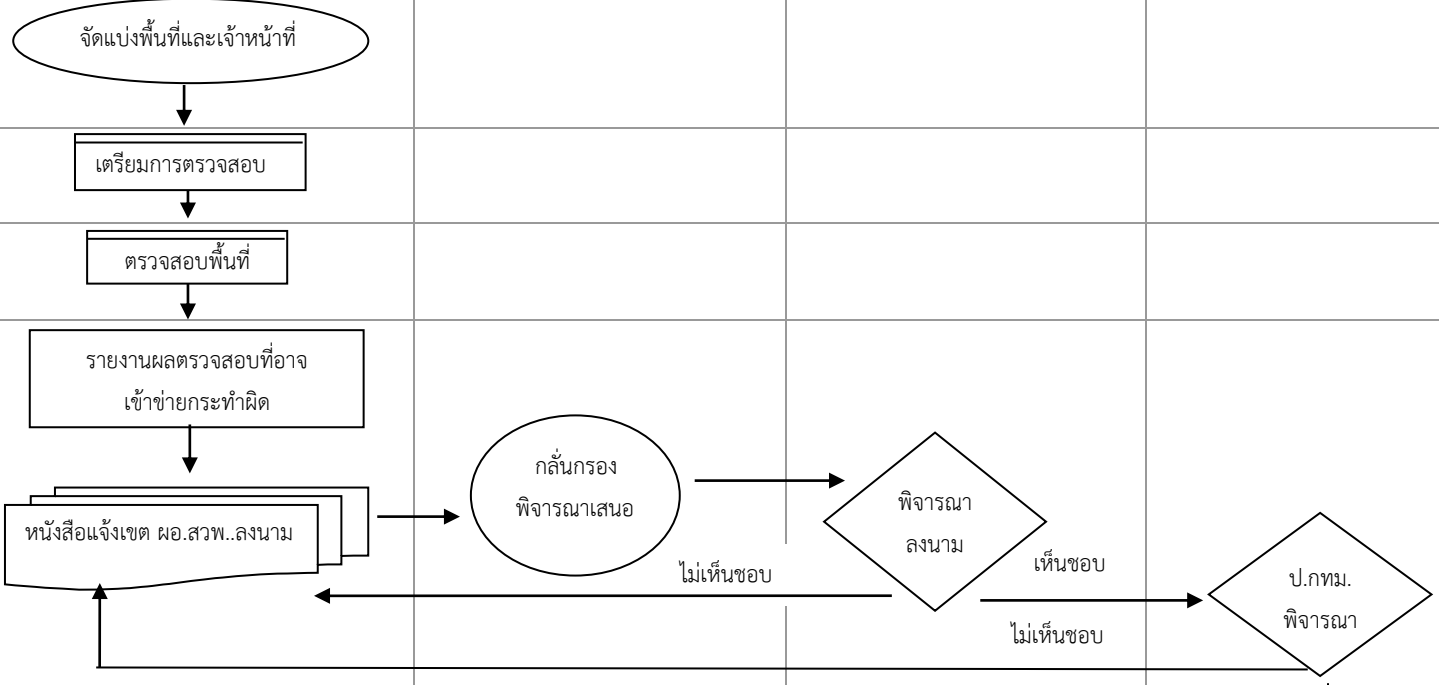 จัดแบ่งพื้นที่และเจ้าหน้าที่
เตรียมการตรวจสอบ
ตรวจสอบพื้นที่
รายงานผลตรวจสอบที่อาจ
เข้าข่ายกระทำผิด
หนังสือแจ้งเขต ผอ.สวพ..ลงนาม
กลั่นกรอง
พิจารณาเสนอ
พิจารณา
ลงนาม
ไม่เห็นชอบ
เห็นชอบ
ไม่เห็นชอบ
ป.กทม.
พิจารณา